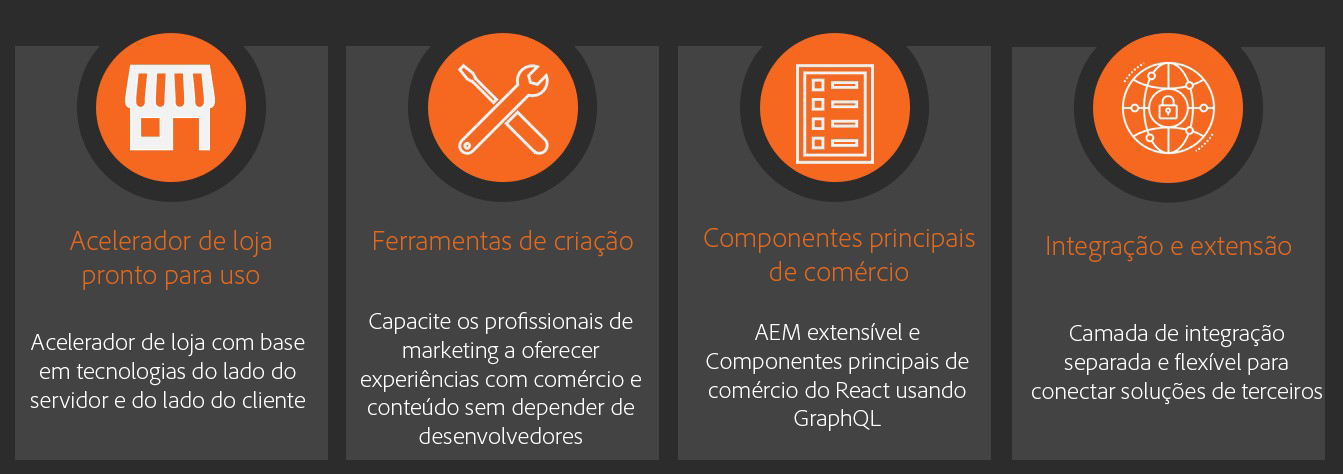 Acelerador de loja
pronto para uso
Acelerador de loja com base
em tecnologias do lado do
servidor e do lado do cliente
Ferramentas de criação
Capacite os profissionais de
marketing a oferecer
experiências com comércio e
conteúdo sem depender de
desenvolvedores
Componentes principais
de comércio
AEM extensível e
Componentes principais de
comércio do React usando
GraphQL
Integração e extensão
Camada de integração
separada e flexível para
conectar soluções de terceiros